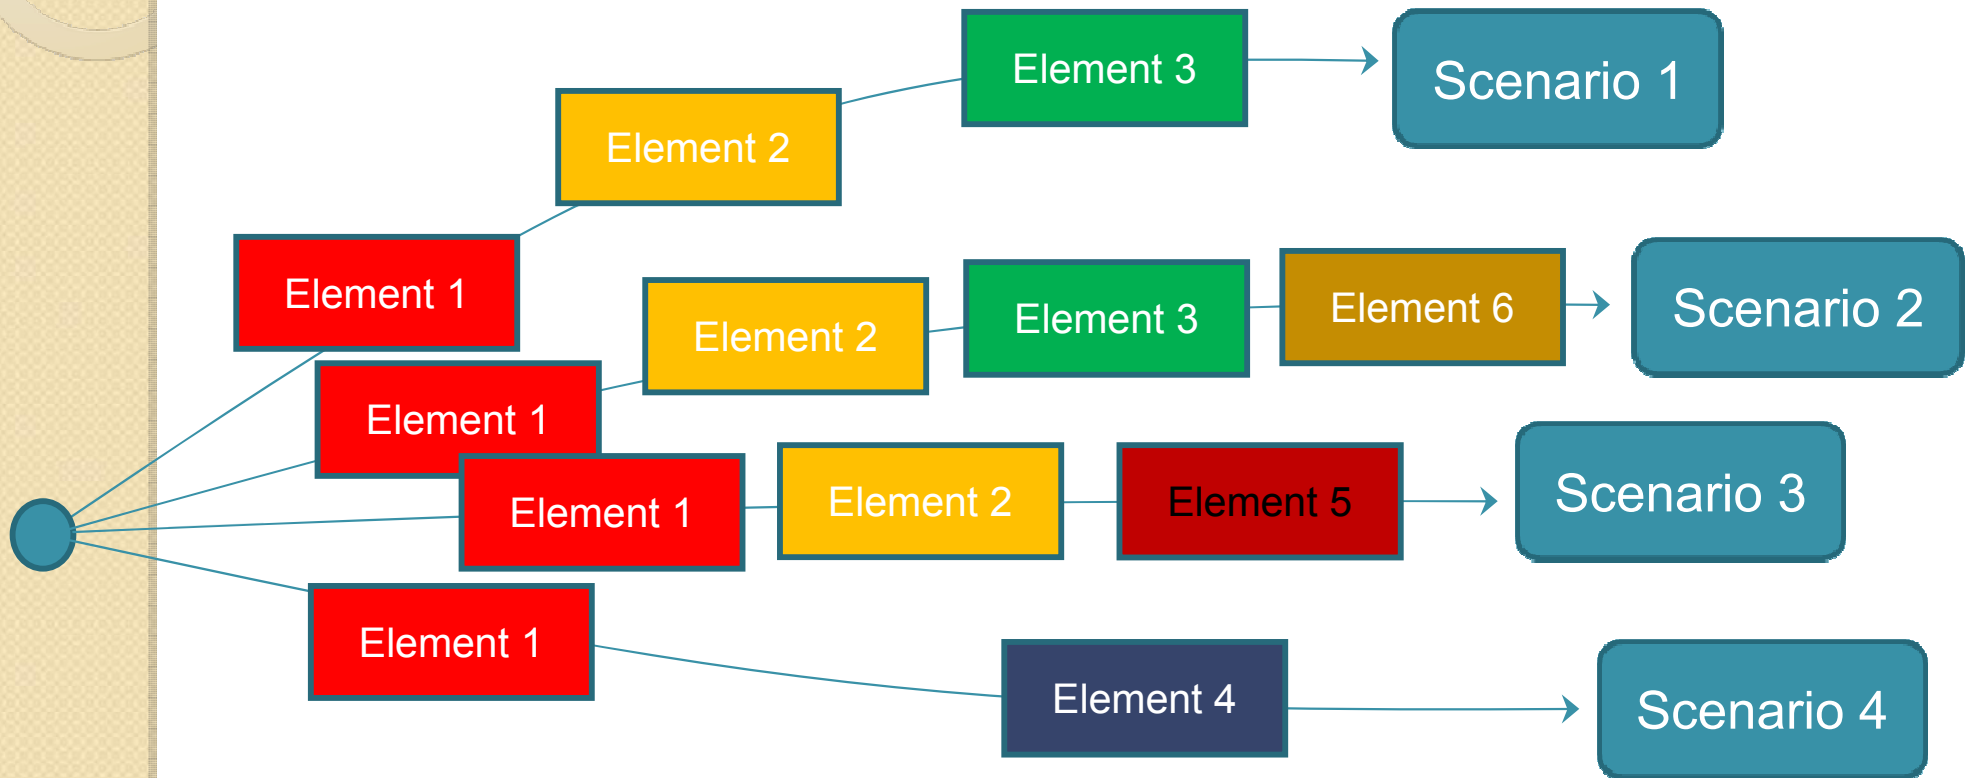 Element 3
Scenario 1
Element 2
Element 1
Element 2
Element 3
Element 6
Scenario 2
Element 1
Element 1
Element 2
Element 5
Scenario 3
Element 1
Element 4
Scenario 4